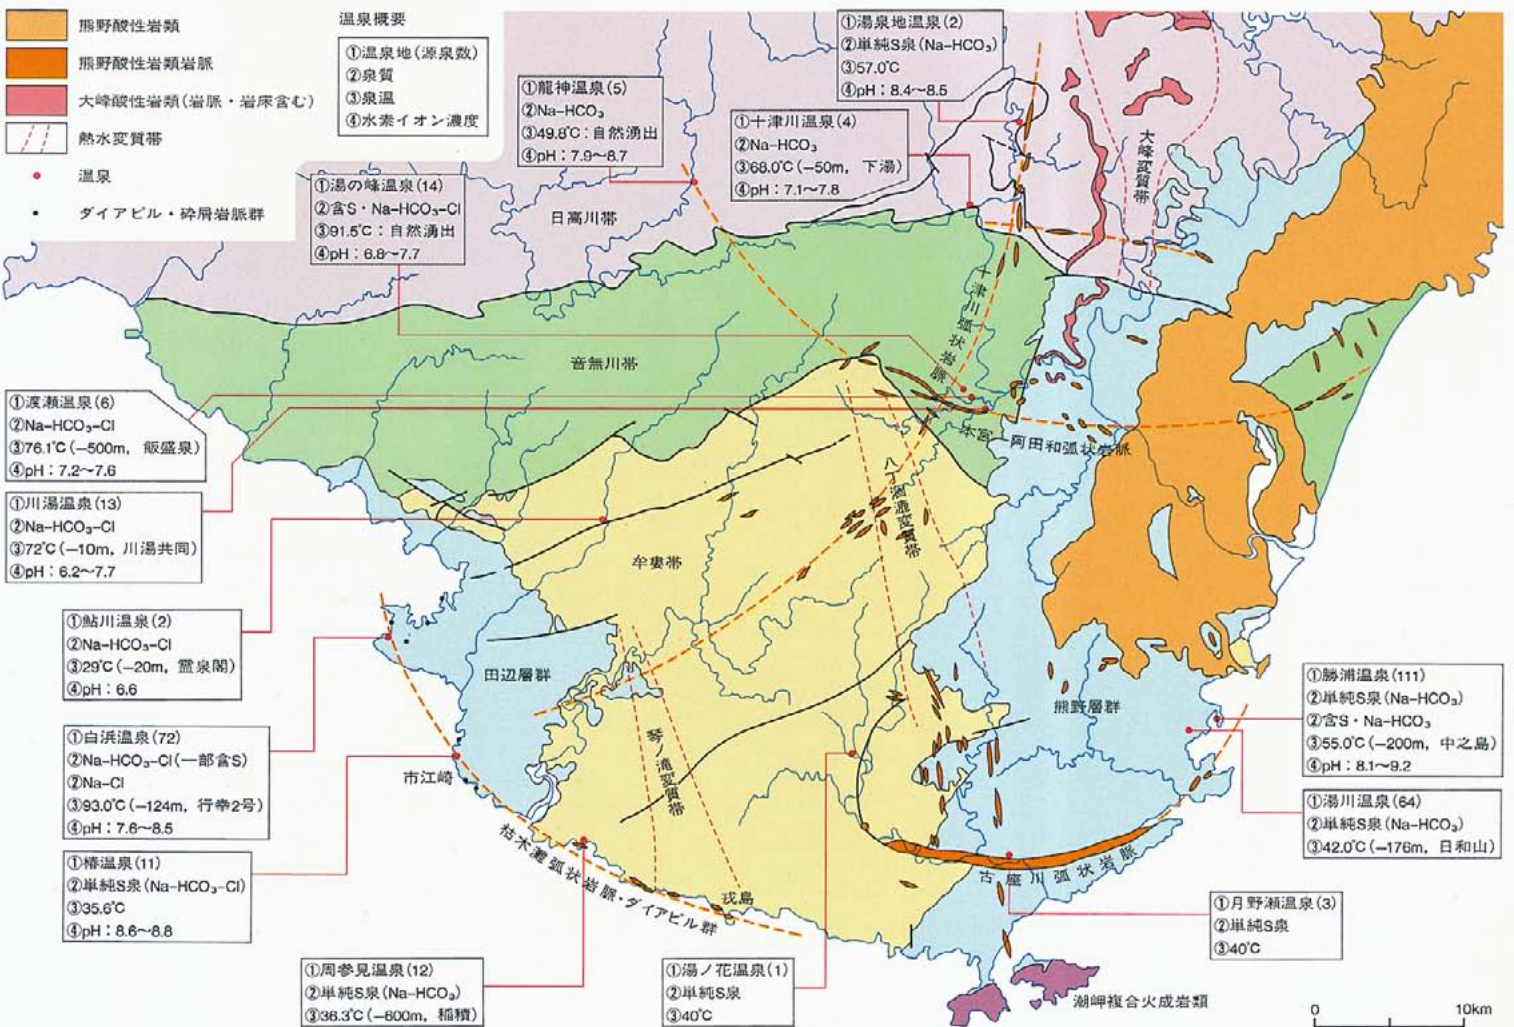 熊野酸性岩類
熊野酸性岩類岩脈
大峰酸性岩類(岩脈・岩床含む)
熱水変質帯
温泉
ダイアピル・砕屑岩脈群
温泉概要
①温泉地(源泉数)
②泉質
③泉温
④水素イオン濃度
①湯泉地温泉(2)
②単純S泉(Na-HCO₃)
③57.0℃
④pH：8.4〜8.5
①龍神温泉(5)
②Na-HCO₃
③49.8℃：自然湧出
④pH：7.9〜8.7
①十津川温泉(4)
②Na-HCO₃
③68.0℃(-50m，下湯)
④pH：7.1〜7.8
①湯の峰温泉(14)
②含S・Na-HCO₃-Cl
③91.5℃：自然湧出
④pH：6.8〜7.7
日高川帯
大峰変質帯
十津川弧状岩脈
音無川帯
①渡瀬温泉(6)
②Na-HCO₃-Cl
③76.1℃(-500m，飯盛泉)
④pH：7.2〜7.6
本宮－阿田和弧状岩脈
①川湯温泉(13)
②Na-HCO₃-Cl
③72℃(-10m，川湯共同)
④pH：6.2〜7.7
変質帯
牟婁帯
①鮎川温泉(2)
②Na-HCO₃-Cl
③29℃(-20m，霊泉閣)
④pH：6.6
田辺層群
熊野層群
①勝浦温泉(111)
②単純S泉(Na-HCO₃)
②含S・Na-HCO₃
③55.0℃(-200m，中之島)
④pH：8.1〜9.2
①白浜温泉(72)
②Na-HCO₃-Cl(一部含S)
②Na-Cl
③93.0℃(-124m，行幸2号)
④pH：7.6〜8.5
市江崎
琴ノ滝変質帯
①湯川温泉(64)
②単純S泉(Na-HCO₃)
③42.0℃(-176m，日和山)
①椿温泉(11)
②単純S泉(Na-HCO₃-Cl)
③35.6℃
④pH：8.6〜8.8
枯木灘弧状岩脈・ダイアピル群
戎島
古座川弧状岩脈
①月野瀬温泉(3)
②単純S泉
③40℃
①周参見温泉(12)
②単純S泉(Na-HCO₃)
③36.3℃(-600m，稲積)
①湯ノ花温泉(1)
②単純S泉
③40℃
潮岬複合火成岩類
0 10km